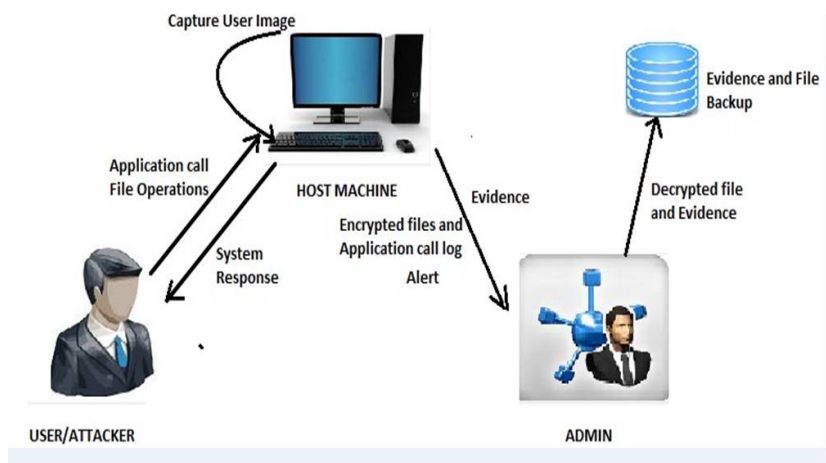 Capture User Image
Evidence and File
Backup
Application call
File Operations
HOST MACHINE
Evidence
Decrypted file
and Evidence
Encrypted files and
Application call log
Alert
System
Response
USER/ATTACKER
ADMIN